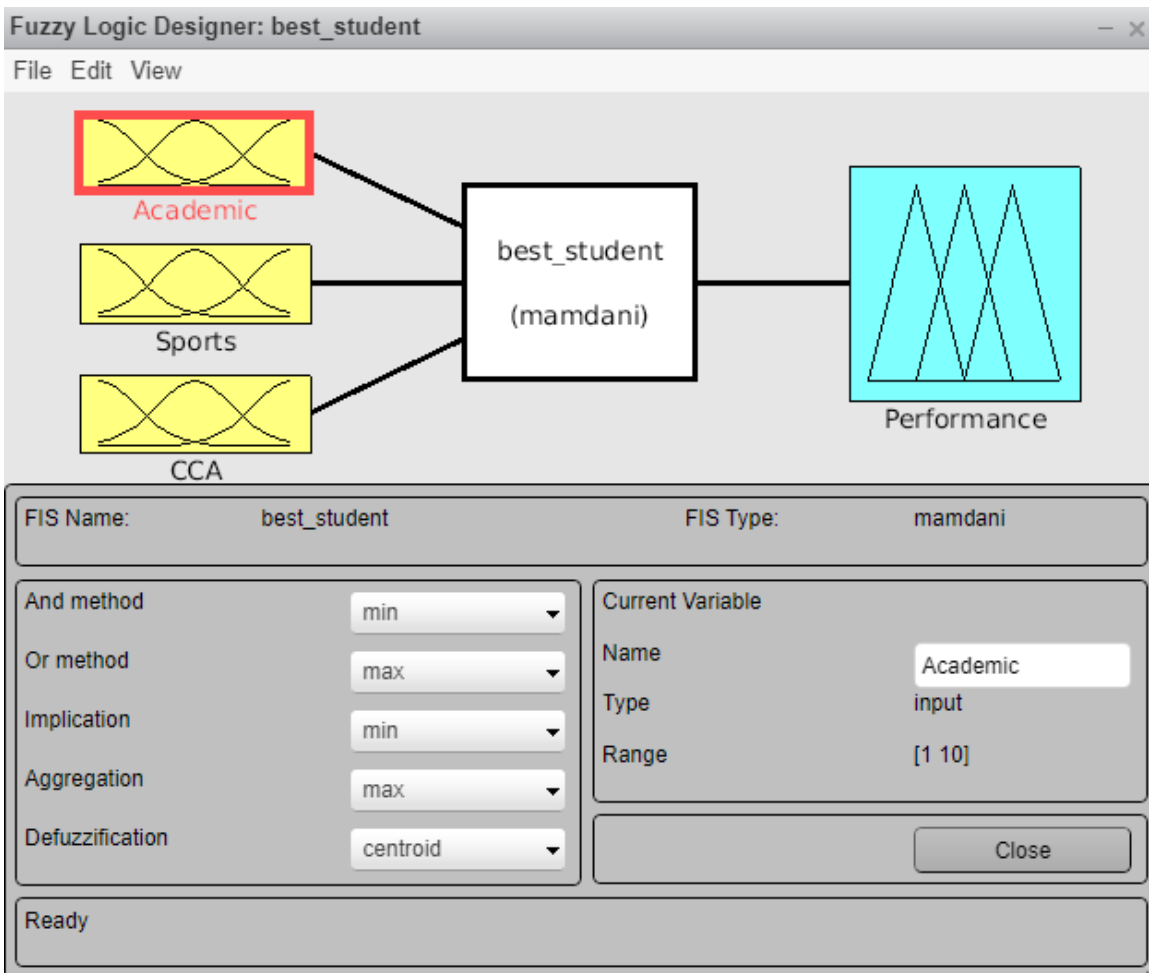 Fuzzy Logic Designer: best_student
File Edit View
Academic
Sports
CCA
best_student
(mamdani)
Performance
FIS Name: best_student FIS Type: mamdani
And method min
Or method max
Implication min
Aggregation max
Defuzzification centroid
Current Variable
Name Academic
Type input
Range [1 10]
Close
Ready